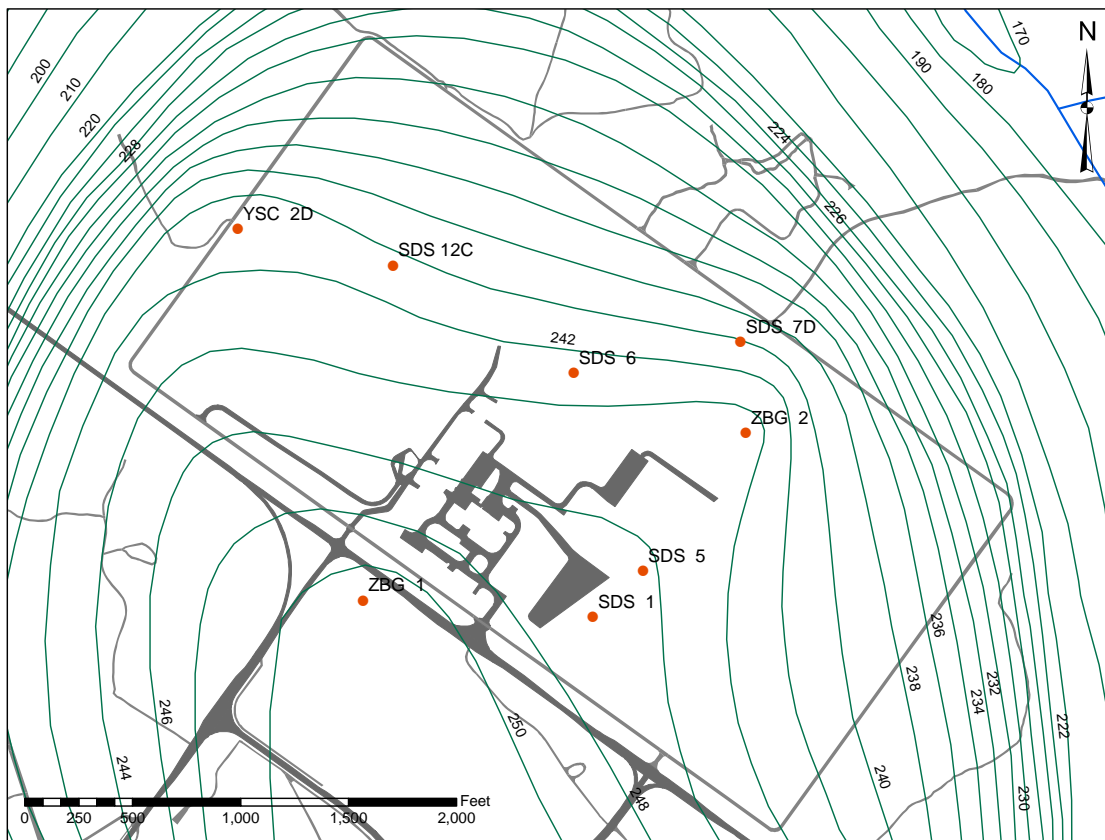 170
N
200
190
210
180
220
224
228
226
YSC 2D
SDS 12C
SDS 7D
242
SDS 6
ZBG 2
SDS 5
ZBG 1
SDS 1
236
238
232
246
234
250
222
244
240
248
230
Feet
0 250 500 1,000 1,500 2,000